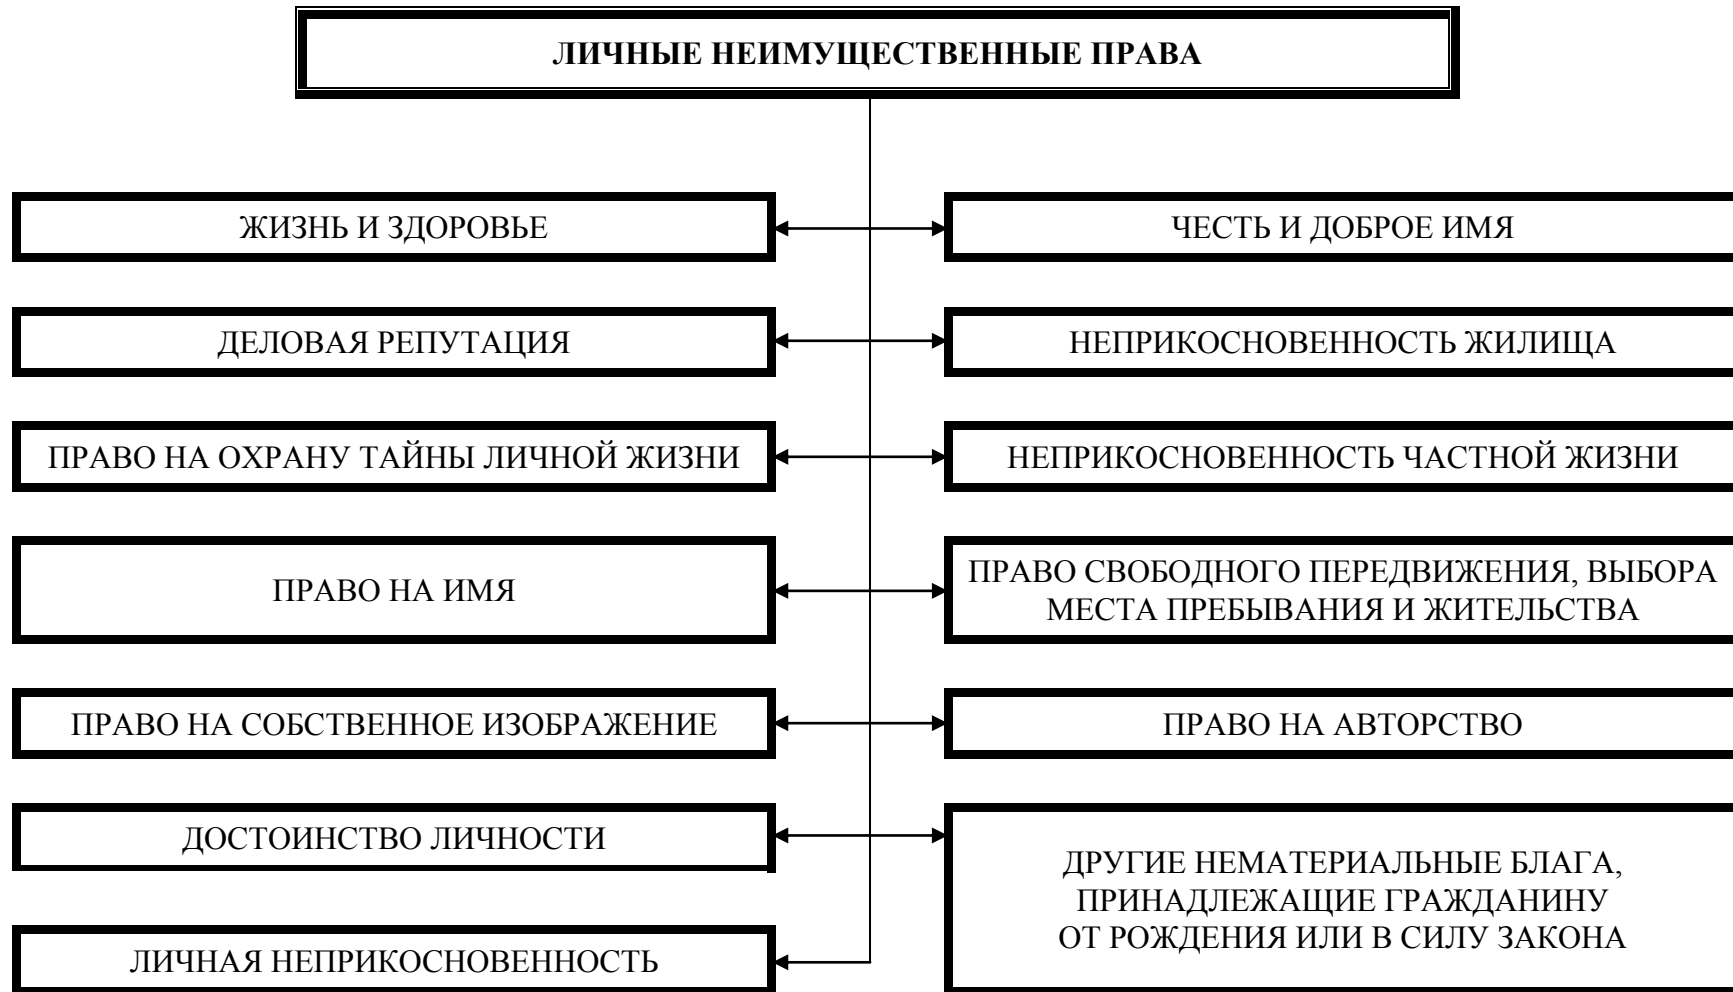 ЛИЧНЫЕ НЕИМУЩЕСТВЕННЫЕ ПРАВА
ЖИЗНЬ И ЗДОРОВЬЕ
ЧЕСТЬ И ДОБРОЕ ИМЯ
ДЕЛОВАЯ РЕПУТАЦИЯ
НЕПРИКОСНОВЕННОСТЬ ЖИЛИЩА
ПРАВО НА ОХРАНУ ТАЙНЫ ЛИЧНОЙ ЖИЗНИ
НЕПРИКОСНОВЕННОСТЬ ЧАСТНОЙ ЖИЗНИ
ПРАВО НА ИМЯ
ПРАВО СВОБОДНОГО ПЕРЕДВИЖЕНИЯ, ВЫБОРА
МЕСТА ПРЕБЫВАНИЯ И ЖИТЕЛЬСТВА
ПРАВО НА СОБСТВЕННОЕ ИЗОБРАЖЕНИЕ
ПРАВО НА АВТОРСТВО
ДОСТОИНСТВО ЛИЧНОСТИ
ДРУГИЕ НЕМАТЕРИАЛЬНЫЕ БЛАГА,
ПРИНАДЛЕЖАЩИЕ ГРАЖДАНИНУ
ОТ РОЖДЕНИЯ ИЛИ В СИЛУ ЗАКОНА
ЛИЧНАЯ НЕПРИКОСНОВЕННОСТЬ